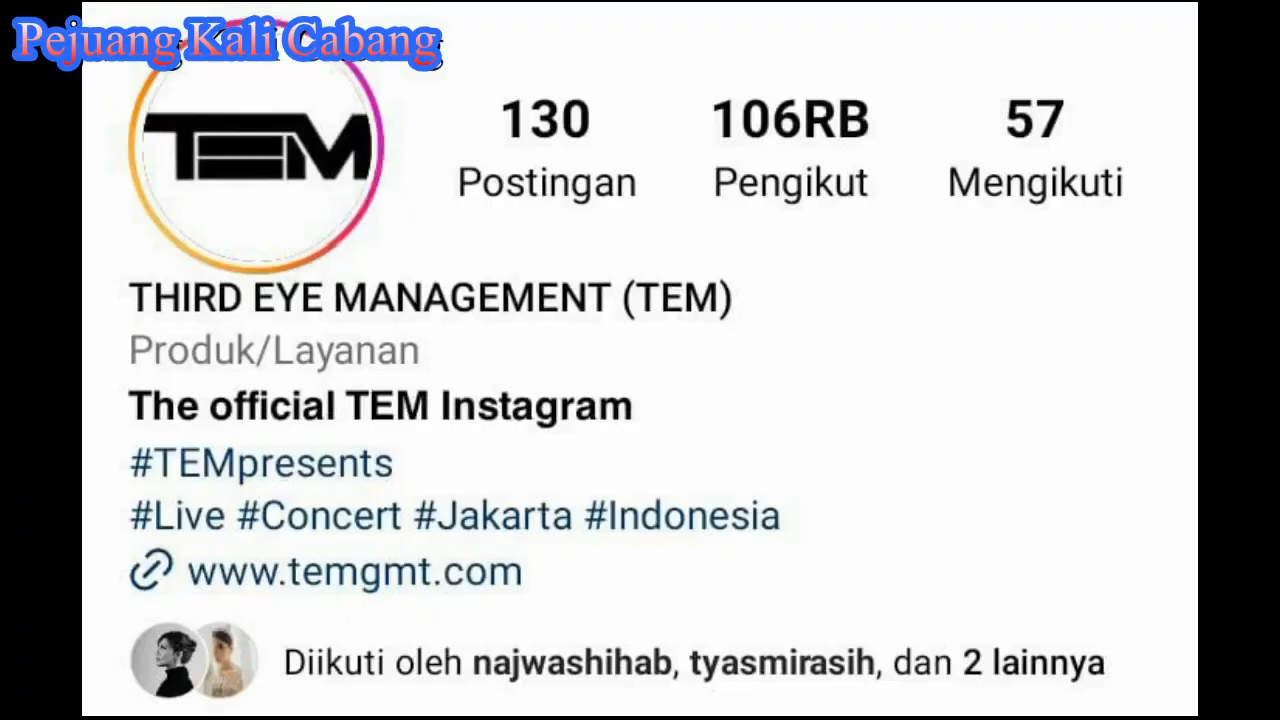 Pejuang Kali Cabang
TEM
130
106RB
57
Postingan
Pengikut
Mengikuti
THIRD EYE MANAGEMENT (TEM)
Produk/Layanan
The official TEM Instagram
#TEMpresents
#Live #Concert #Jakarta #Indonesia
www.temgmt.com
Diikuti oleh najwashihab, tyasmirasih, dan 2 lainnya